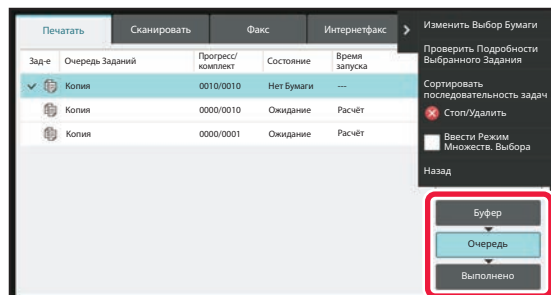 Печатать Сканировать Факс Интернетфакс
Зад-е Очередь Заданий Прогресс/комплект Состояние Время запуска
Копия 0010/0010 Нет Бумаги ---
Копия 0000/0010 Ожидание Расчёт
Копия 0000/0001 Ожидание Расчёт
Изменить Выбор Бумаги
Проверить Подробности
Выбранного Задания
Сортировать
последовательность задач
Стоп/Удалить
Ввести Режим
Множеств. Выбора
Назад
Буфер
Очередь
Выполнено